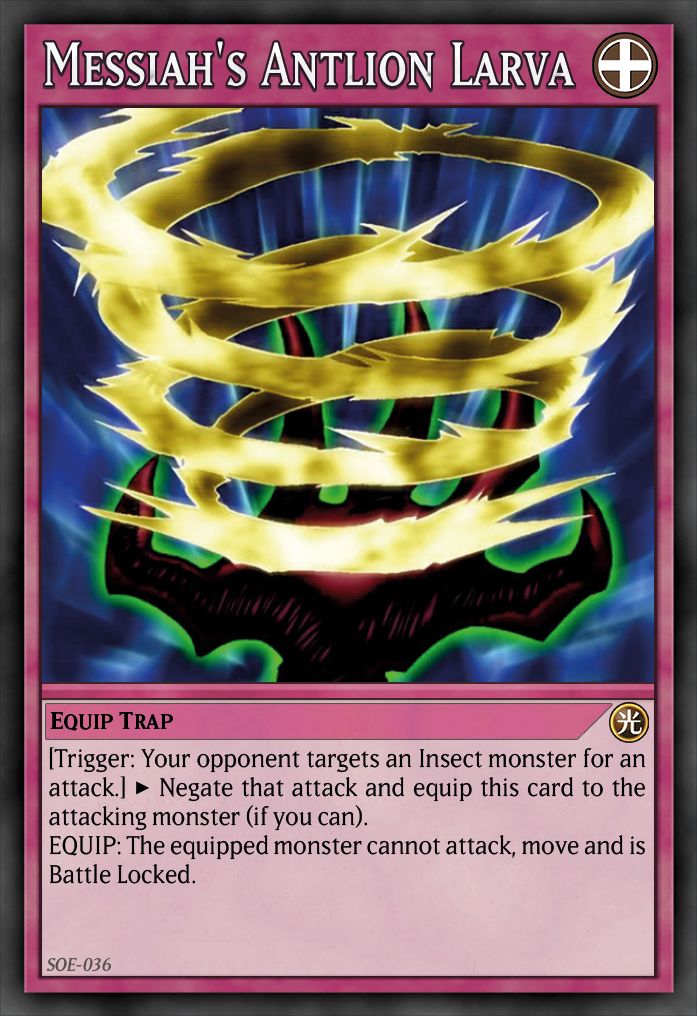 Messiah's Antlion Larva
Equip Trap
光
[Trigger: Your opponent targets an Insect monster for an
attack.] ► Negate that attack and equip this card to the
attacking monster (if you can).
EQUIP: The equipped monster cannot attack, move and is
Battle Locked.
SOE-036